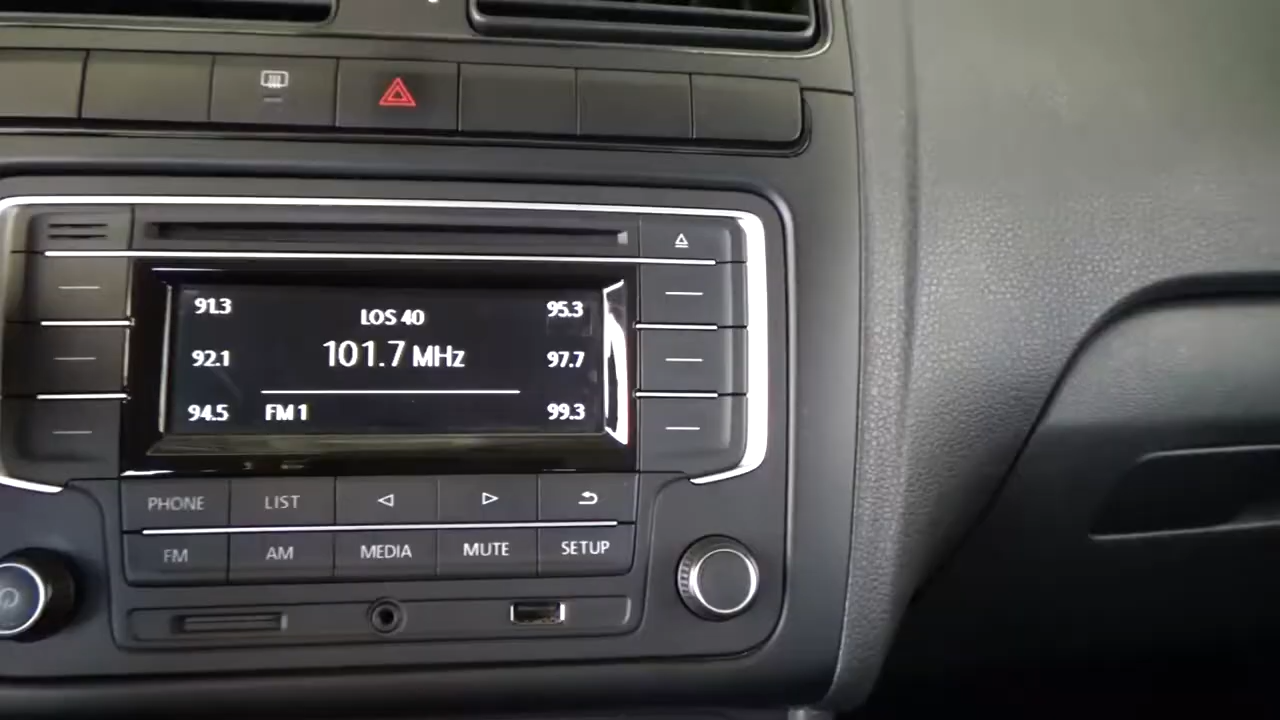 91.3 LOS 40 95.3
92.1 101.7 MHz 97.7
94.5 FM 1 99.3
PHONE LIST
FM AM MEDIA MUTE SETUP